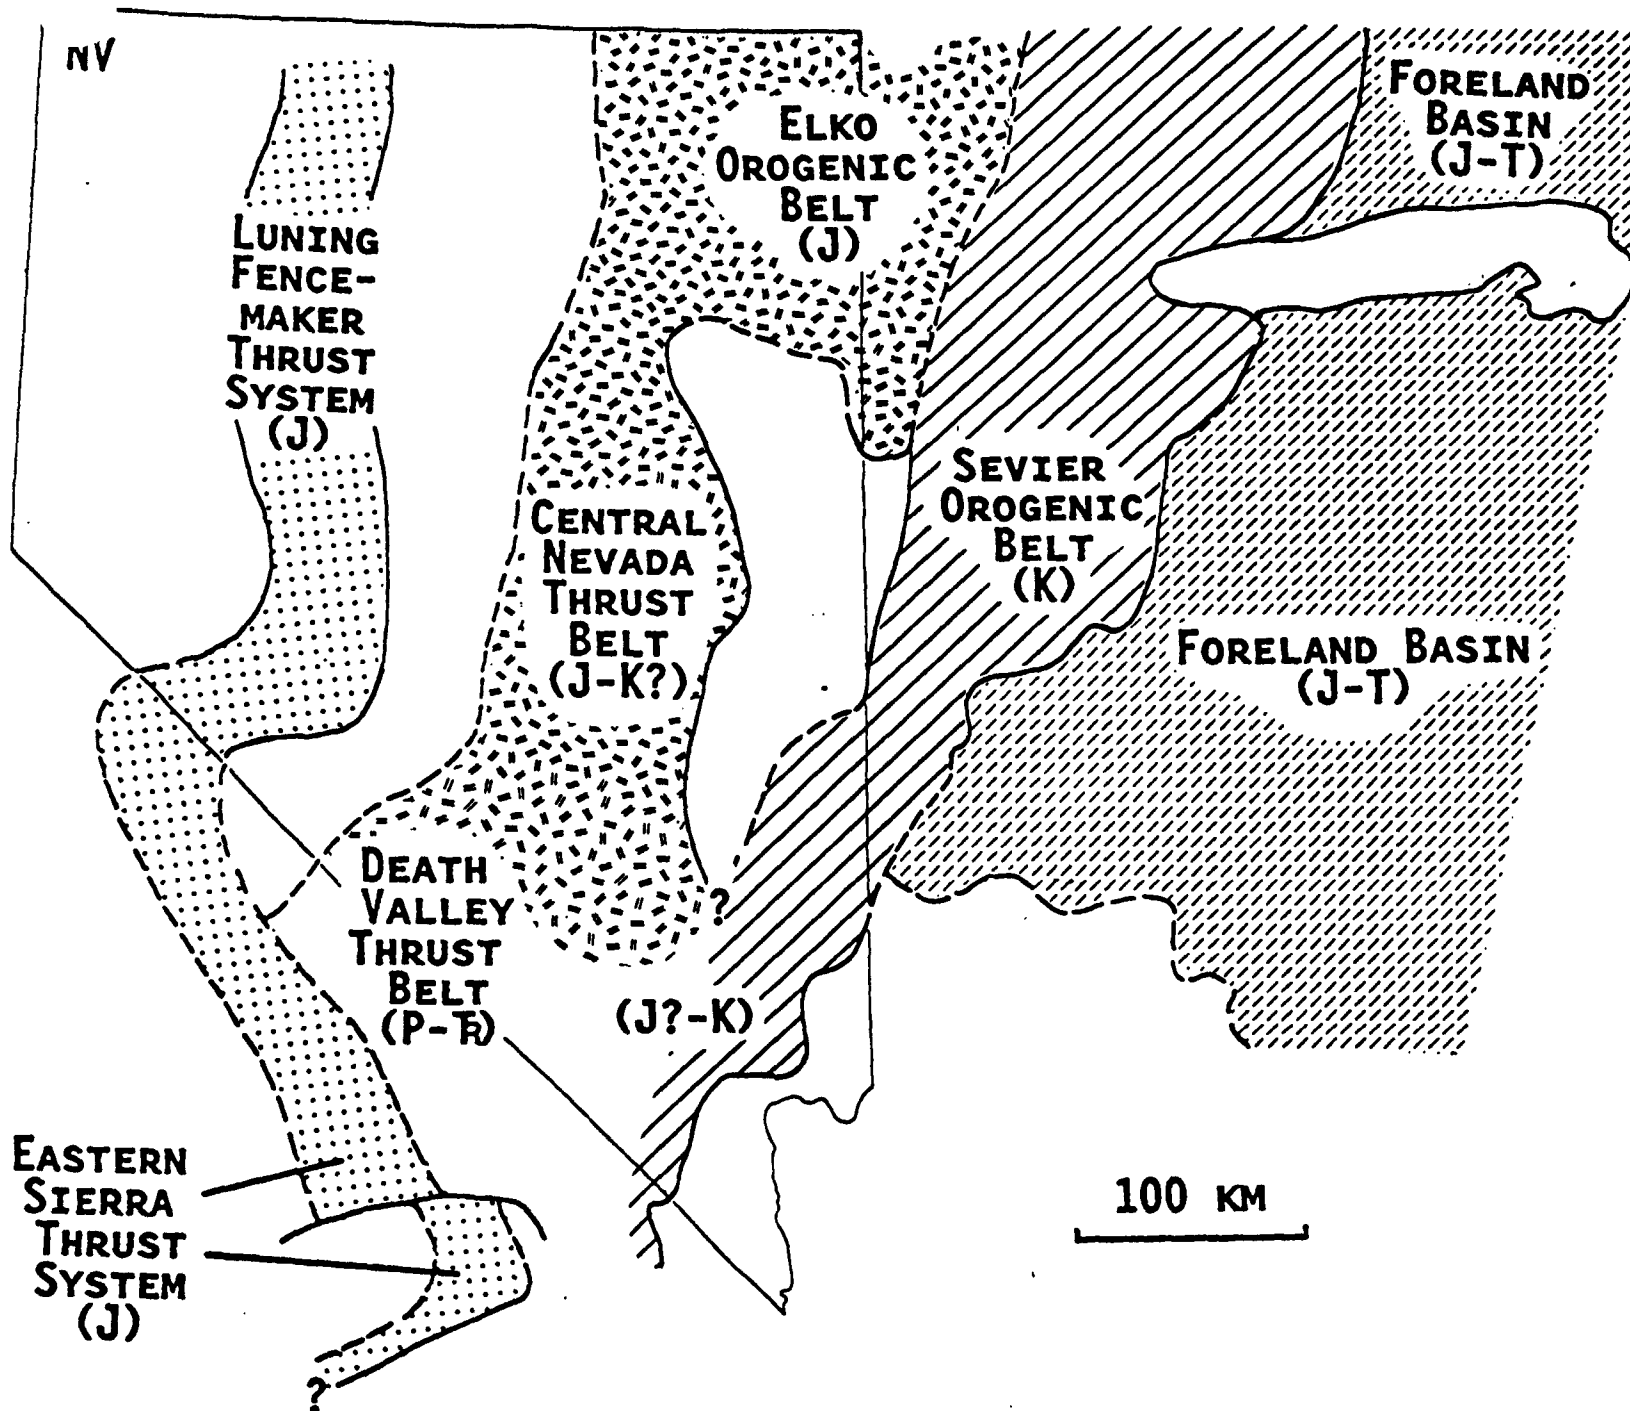 NV
FORELAND
BASIN
(J-T)
ELKO
OROGENIC
BELT
(J)
LUNING
FENCE-
MAKER
THRUST
SYSTEM
(J)
SEVIER
OROGENIC
BELT
(K)
CENTRAL
NEVADA
THRUST
BELT
(J-K?)
FORELAND BASIN
(J-T)
DEATH
VALLEY
THRUST
BELT
(P-TR)
?
(J?-K)
EASTERN
SIERRA
THRUST
SYSTEM
(J)
100 KM
?